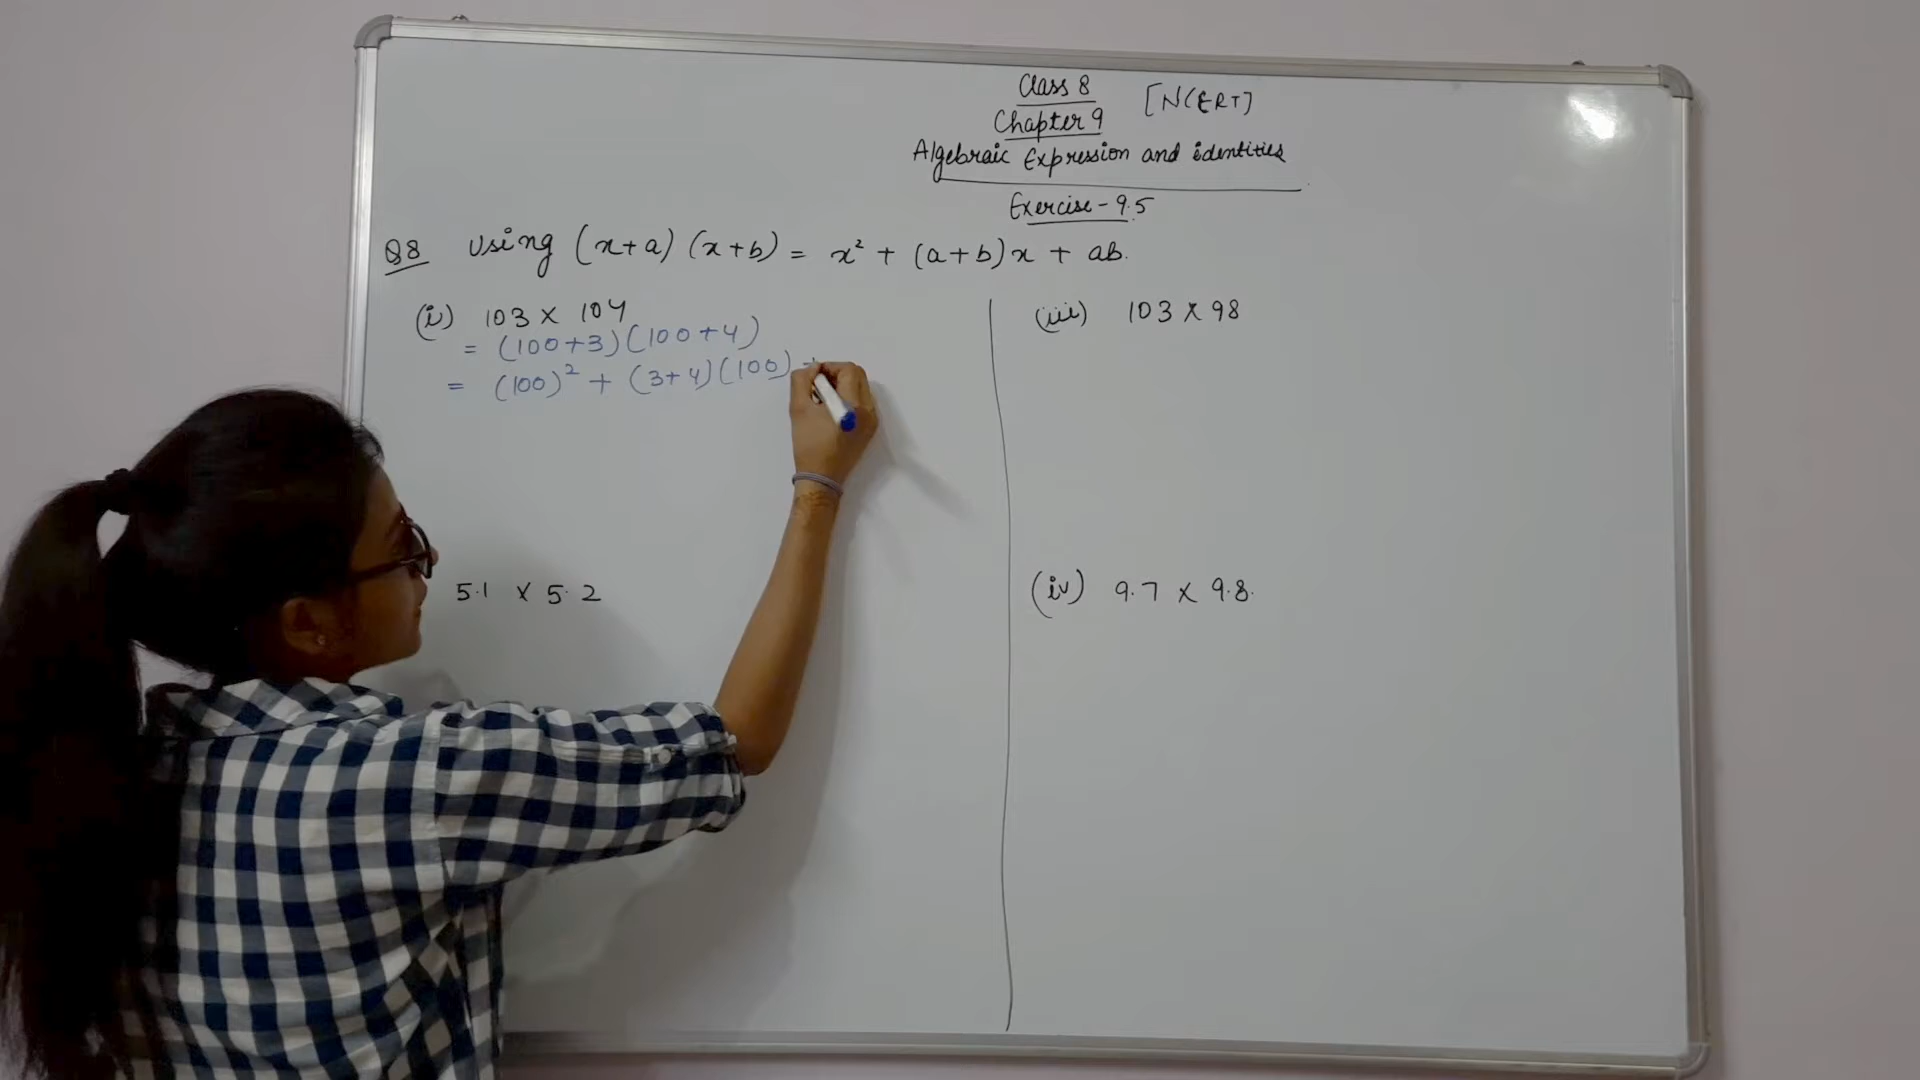 Class 8 [NCERT]
Chapter 9
Algebraic Expression and identities
Exercise - 9.5
Q8 Using (x+a) (x+b) = x² + (a+b)x + ab.
(i) 103 x 104
= (100+3)(100+4)
= (100)² + (3+4)(100) +
5.1 x 5.2
(iii) 103 x 98
(iv) 9.7 x 9.8.